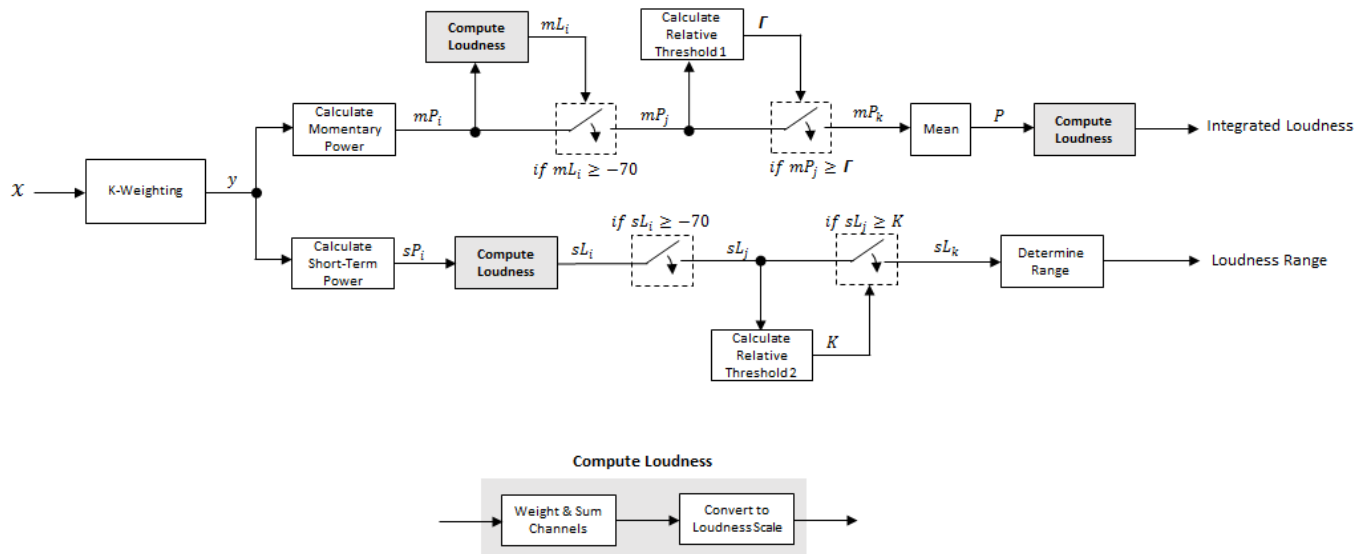 Compute
Loudness
mL_i
Calculate
Relative
Threshold 1
Γ
Calculate
Momentary
Power
mP_i
mP_j
mP_k
Mean
P
Compute
Loudness
Integrated Loudness
if mL_i ≥ −70
if mP_j ≥ Γ
x
K-Weighting
y
Calculate
Short-Term
Power
sP_i
Compute
Loudness
sL_i
if sL_i ≥ −70
sL_j
if sL_j ≥ K
sL_k
Determine
Range
Loudness Range
Calculate
Relative
Threshold 2
K
Compute Loudness
Weight & Sum
Channels
Convert to
Loudness Scale